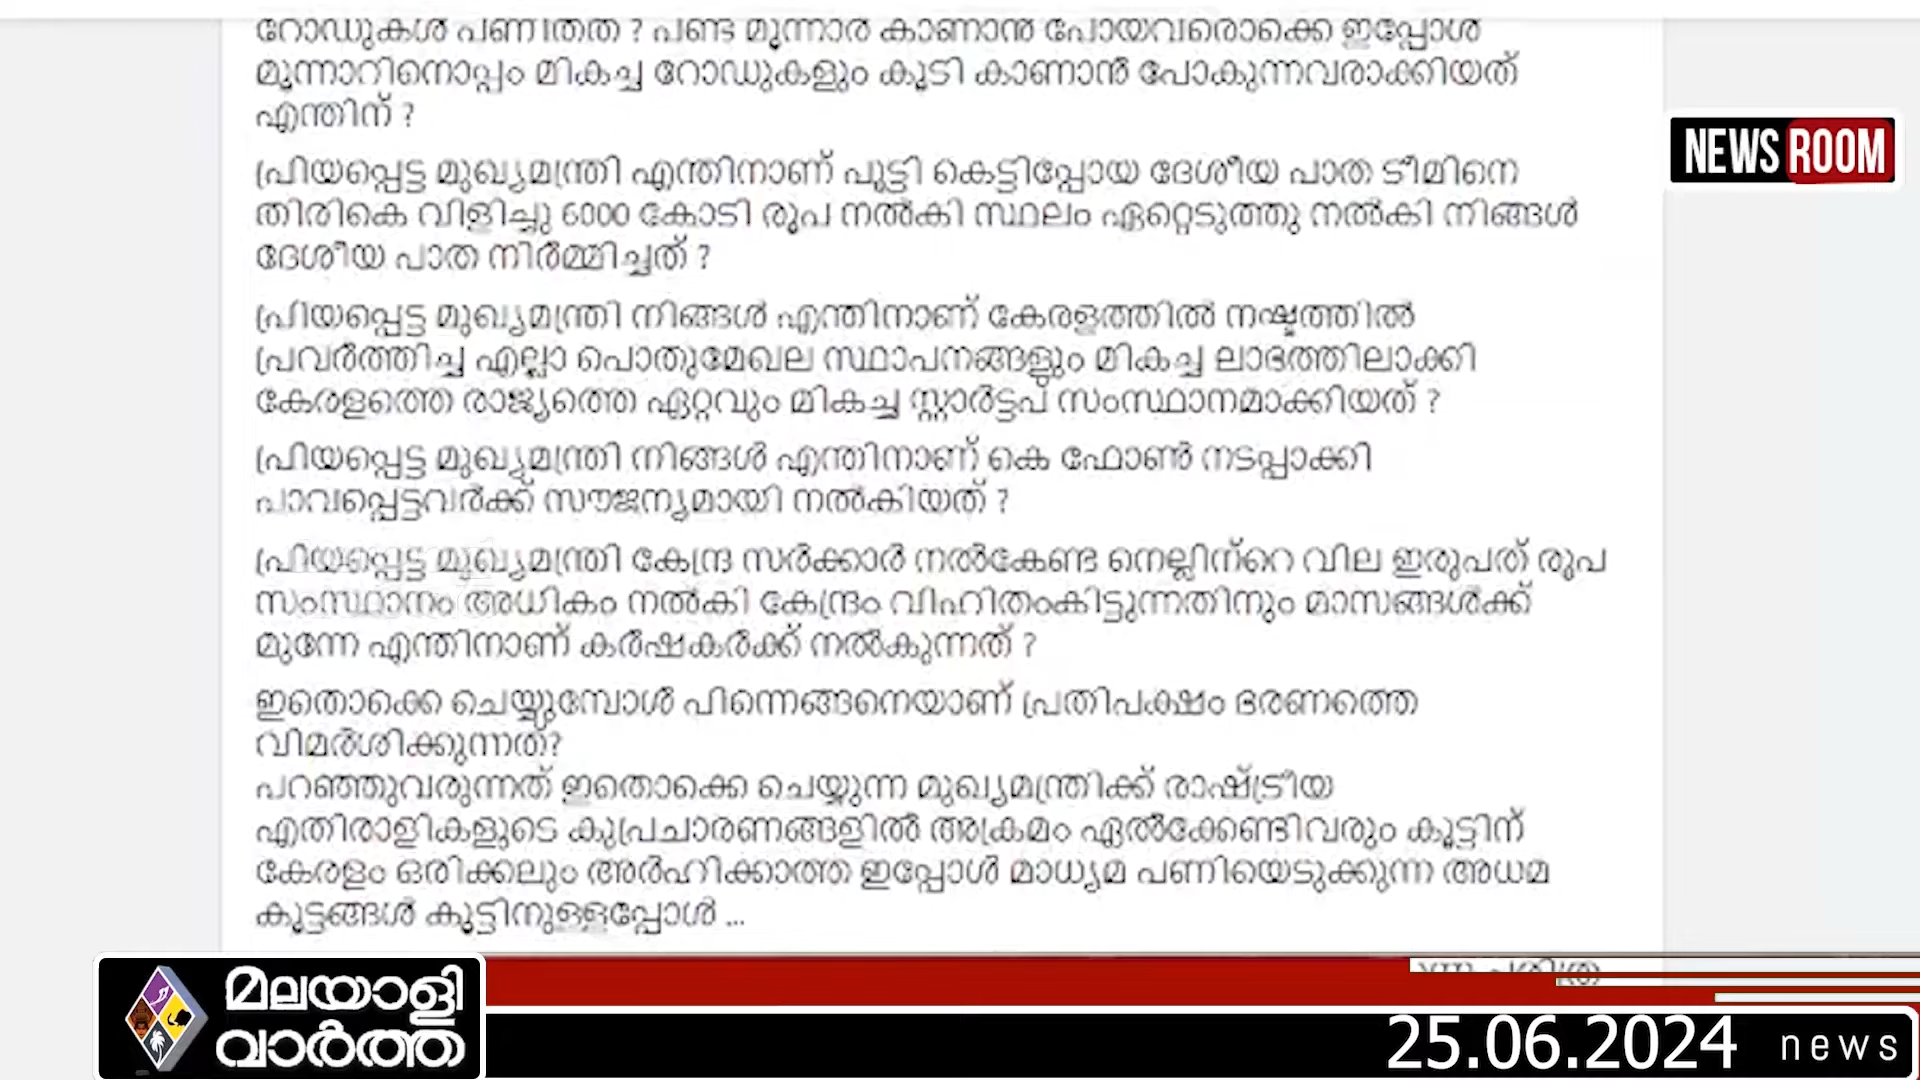 റോഡുകൾ പണിതത് ? പണ്ട് മൂന്നാർ കാണാൻ പോയവരൊക്കെ ഇപ്പോൾ
മൂന്നാറിനൊപ്പം മികച്ച റോഡുകളും കൂടി കാണാൻ പോകുന്നവരാക്കിയത്
എന്തിന് ?
NEWS ROOM
പ്രിയപ്പെട്ട മുഖ്യമന്ത്രി എന്തിനാണ് പൂട്ടി കെട്ടിപ്പോയ ദേശീയ പാത ടീമിനെ
തിരികെ വിളിച്ചു 6000 കോടി രൂപ നൽകി സ്ഥലം ഏറ്റെടുത്തു നൽകി നിങ്ങൾ
ദേശീയ പാത നിർമ്മിച്ചത് ?
പ്രിയപ്പെട്ട മുഖ്യമന്ത്രി നിങ്ങൾ എന്തിനാണ് കേരളത്തിൽ നഷ്ടത്തിൽ
പ്രവർത്തിച്ച എല്ലാ പൊതുമേഖല സ്ഥാപനങ്ങളും മികച്ച ലാഭത്തിലാക്കി
കേരളത്തെ രാജ്യത്തെ ഏറ്റവും മികച്ച സ്റ്റാർട്ടപ് സംസ്ഥാനമാക്കിയത് ?
പ്രിയപ്പെട്ട മുഖ്യമന്ത്രി നിങ്ങൾ എന്തിനാണ് കെ ഫോൺ നടപ്പാക്കി
പാവപ്പെട്ടവർക്ക് സൗജന്യമായി നൽകിയത് ?
പ്രിയപ്പെട്ട മുഖ്യമന്ത്രി കേന്ദ്ര സർക്കാർ നൽകേണ്ട നെല്ലിന്റെ വില ഇരുപത് രൂപ
സംസ്ഥാനം അധികം നൽകി കേന്ദ്രം വിഹിതംകിട്ടുന്നതിനും മാസങ്ങൾക്ക്
മുന്നേ എന്തിനാണ് കർഷകർക്ക് നൽകുന്നത് ?
ഇതൊക്കെ ചെയ്യുമ്പോൾ പിന്നെങ്ങനെയാണ് പ്രതിപക്ഷം ഭരണത്തെ
വിമർശിക്കുന്നത്?
പറഞ്ഞുവരുന്നത് ഇതൊക്കെ ചെയ്യുന്ന മുഖ്യമന്ത്രിക്ക് രാഷ്ട്രീയ
എതിരാളികളുടെ കുപ്രചാരണങ്ങളിൽ അക്രമം ഏൽക്കേണ്ടിവരും കൂട്ടിന്
കേരളം ഒരിക്കലും അർഹിക്കാത്ത ഇപ്പോൾ മാധ്യമ പണിയെടുക്കുന്ന അധമ
കൂട്ടങ്ങൾ കൂട്ടിനുള്ളപ്പോൾ ...
മലയാളി
വാർത്ത
25.06.2024 news